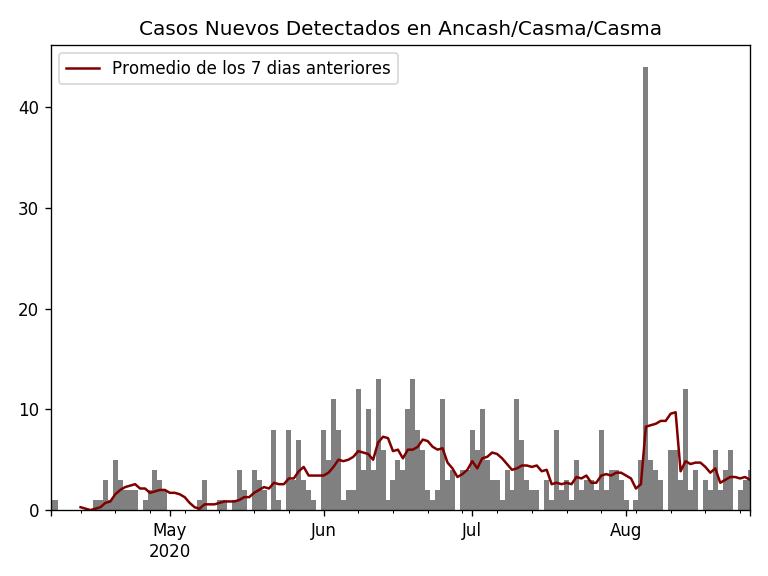 Casos Nuevos Detectados en Ancash/Casma/Casma
Promedio de los 7 dias anteriores
40
30
20
10
0
May Jun Jul Aug
2020